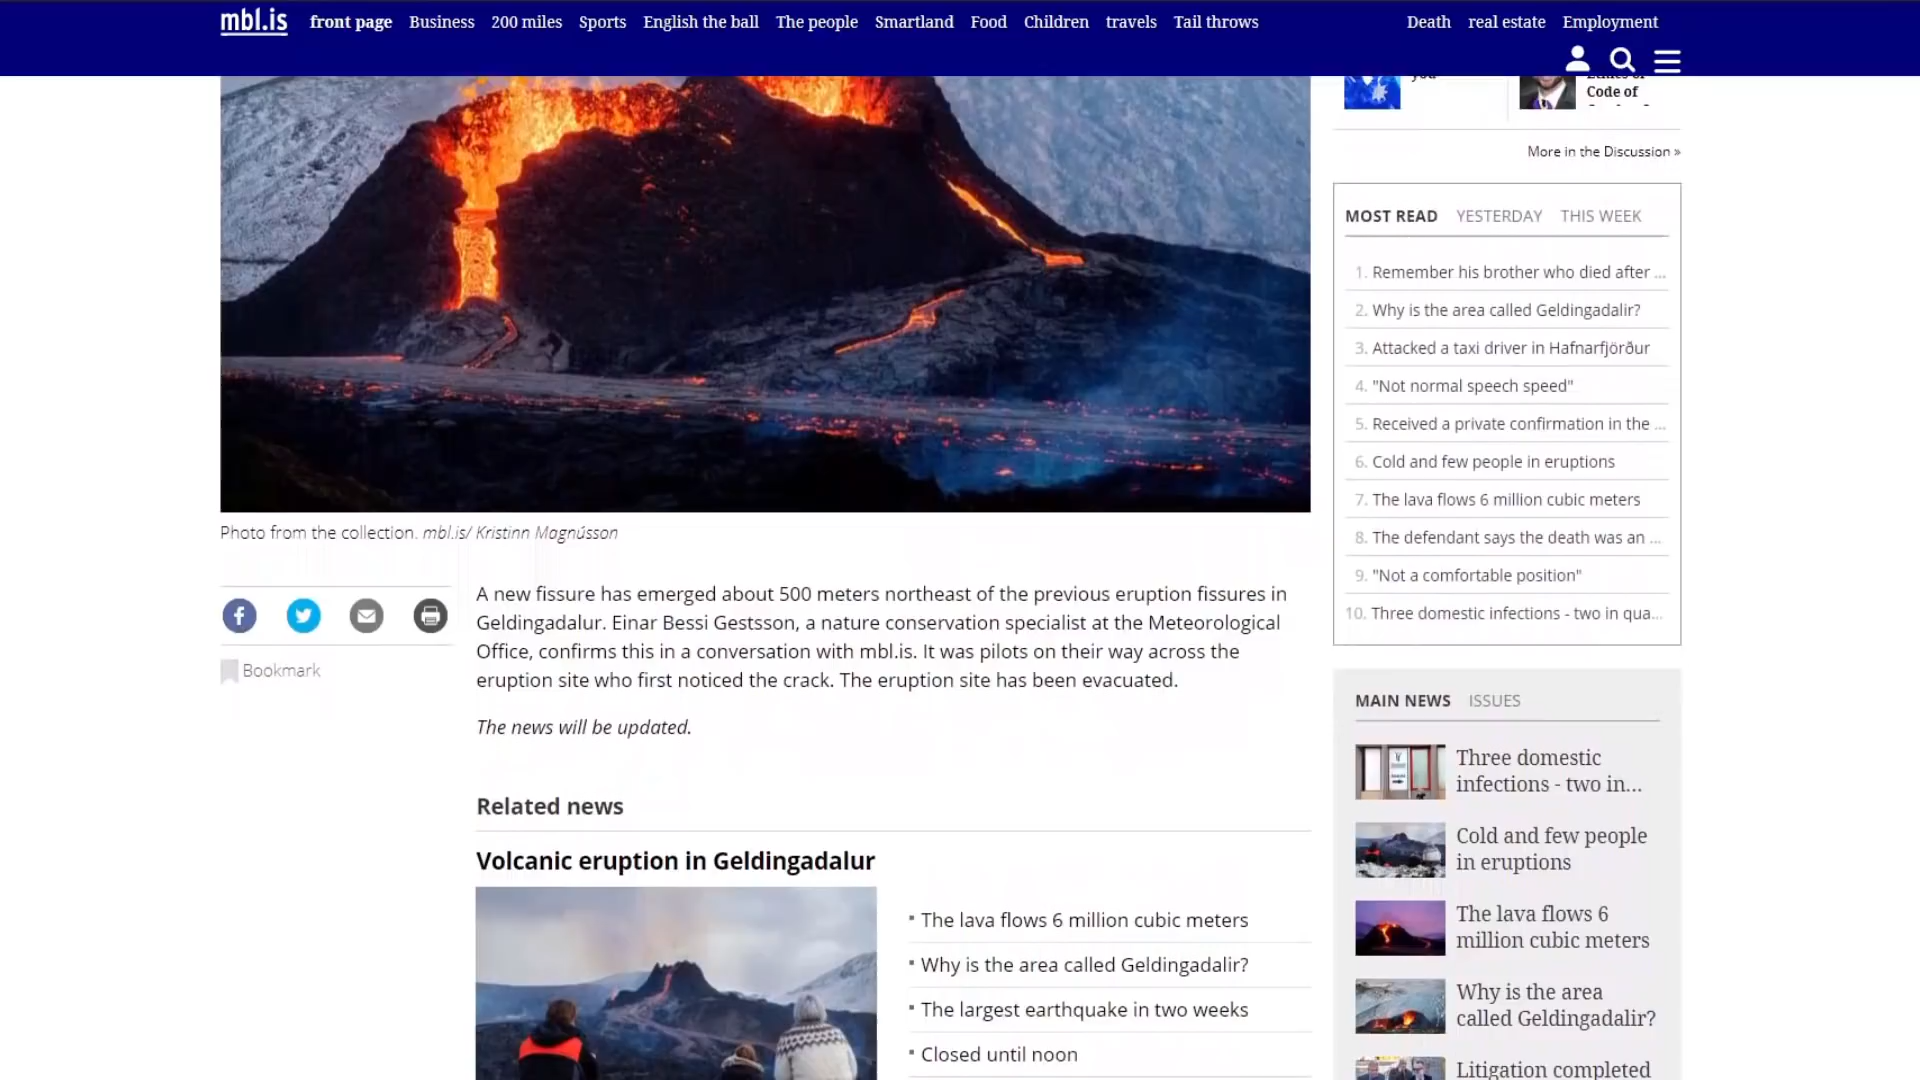 mbl.is front page Business 200 miles Sports English the ball The people Smartland Food Children travels Tail throws Death real estate Employment
Code of
More in the Discussion »
MOST READ YESTERDAY THIS WEEK
1. Remember his brother who died after ...
2. Why is the area called Geldingadalir?
3. Attacked a taxi driver in Hafnarfjörður
4. "Not normal speech speed"
5. Received a private confirmation in the ...
6. Cold and few people in eruptions
7. The lava flows 6 million cubic meters
8. The defendant says the death was an ...
9. "Not a comfortable position"
10. Three domestic infections - two in qua...
Photo from the collection. mbl.is/ Kristinn Magnússon
Bookmark
A new fissure has emerged about 500 meters northeast of the previous eruption fissures in
Geldingadalur. Einar Bessi Gestsson, a nature conservation specialist at the Meteorological
Office, confirms this in a conversation with mbl.is. It was pilots on their way across the
eruption site who first noticed the crack. The eruption site has been evacuated.
The news will be updated.
Related news
Volcanic eruption in Geldingadalur
The lava flows 6 million cubic meters
Why is the area called Geldingadalir?
The largest earthquake in two weeks
Closed until noon
MAIN NEWS ISSUES
Three domestic
infections - two in...
Cold and few people
in eruptions
The lava flows 6
million cubic meters
Why is the area
called Geldingadalir?
Litigation completed